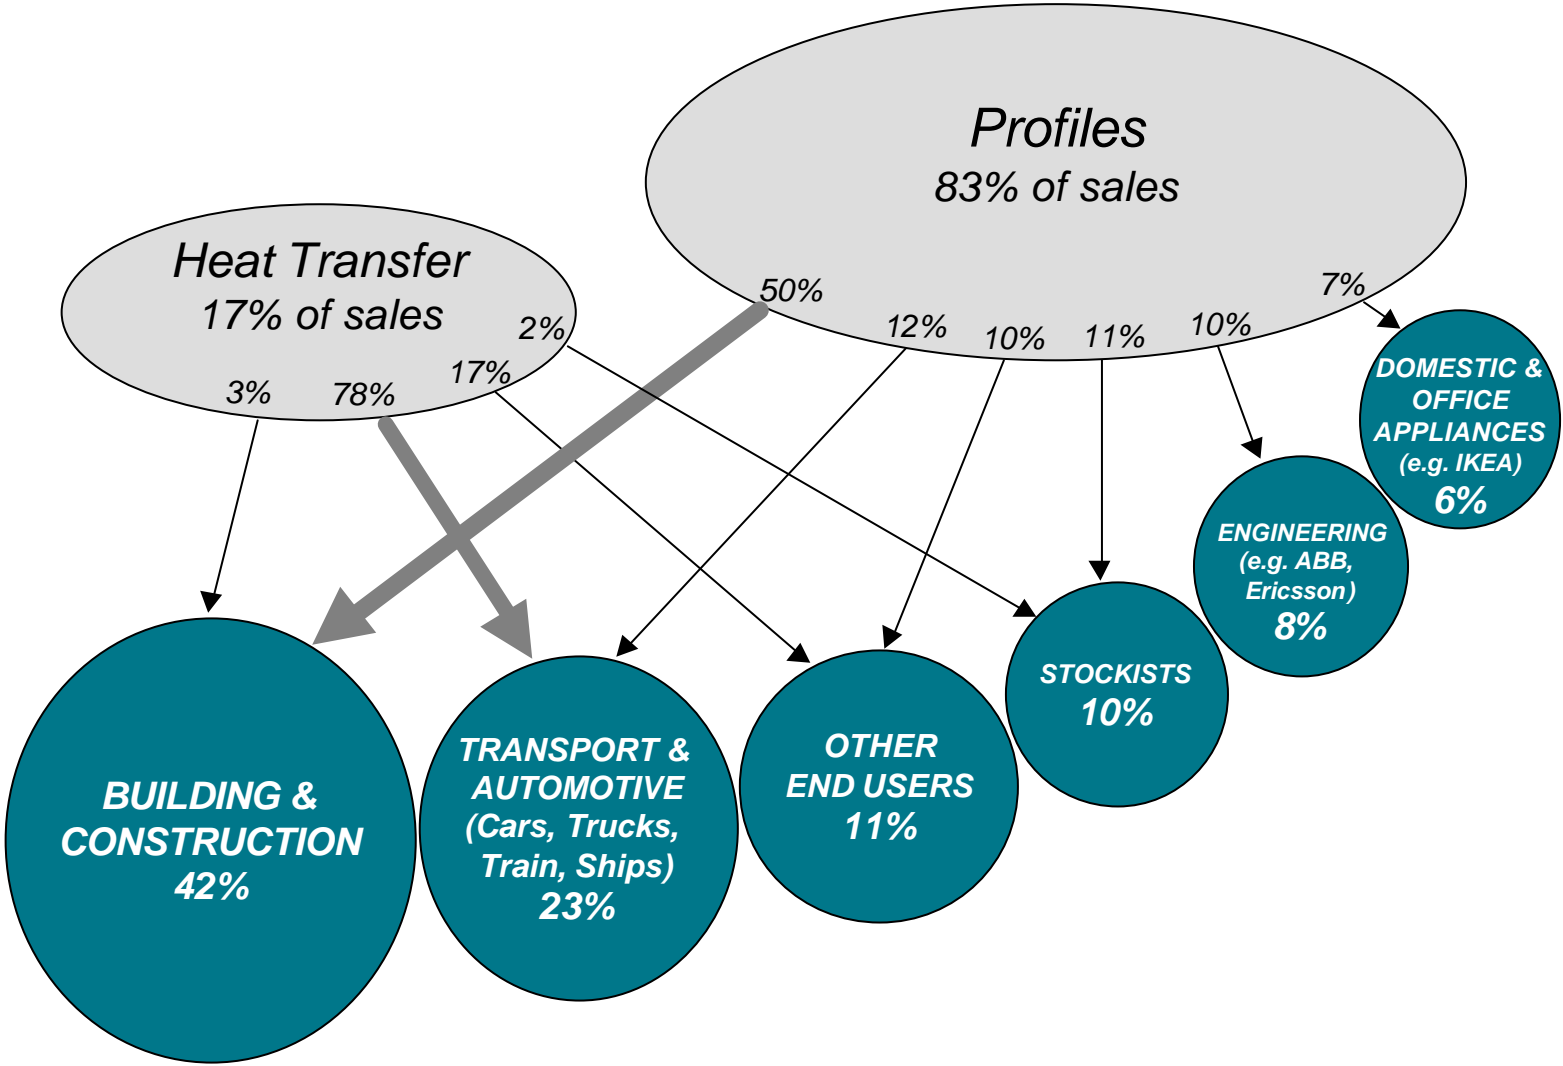 Profiles
83% of sales
50%
12%
10%
11%
10%
7%
Heat Transfer
17% of sales
3%
78%
17%
2%
DOMESTIC &
OFFICE
APPLIANCES
(e.g. IKEA)
6%
ENGINEERING
(e.g. ABB,
Ericsson)
8%
STOCKISTS
10%
OTHER
END USERS
11%
TRANSPORT &
AUTOMOTIVE
(Cars, Trucks,
Train, Ships)
23%
BUILDING &
CONSTRUCTION
42%